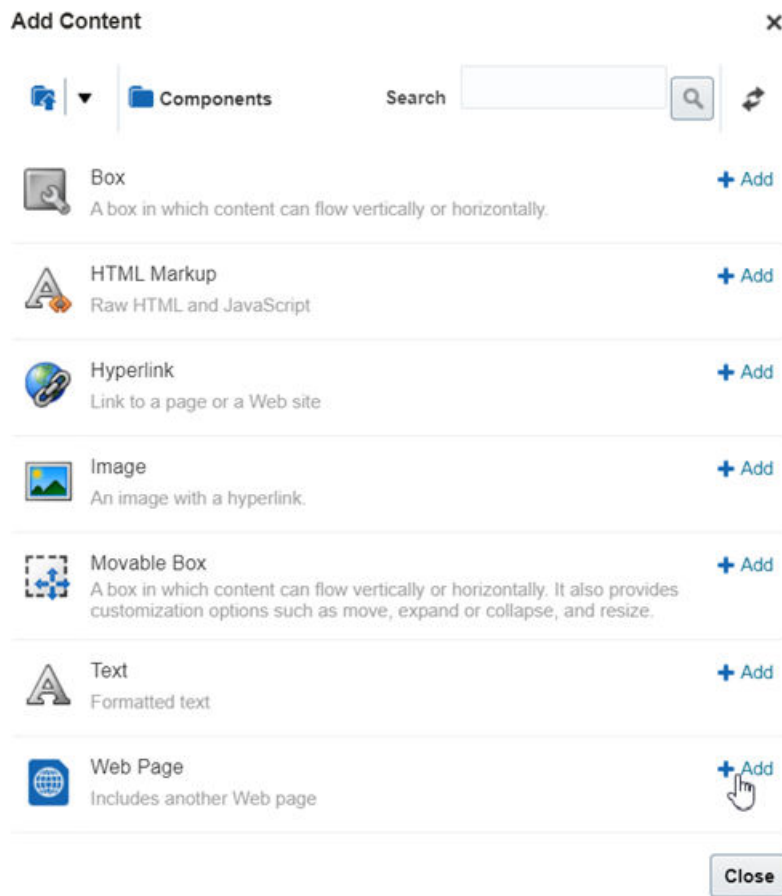 Add Content
Components
Search
Box
+ Add
A box in which content can flow vertically or horizontally.
HTML Markup
+ Add
Raw HTML and JavaScript
Hyperlink
+ Add
Link to a page or a Web site
Image
+ Add
An image with a hyperlink.
Movable Box
+ Add
A box in which content can flow vertically or horizontally. It also provides
customization options such as move, expand or collapse, and resize.
Text
+ Add
Formatted text
Web Page
+ Add
Includes another Web page
Close